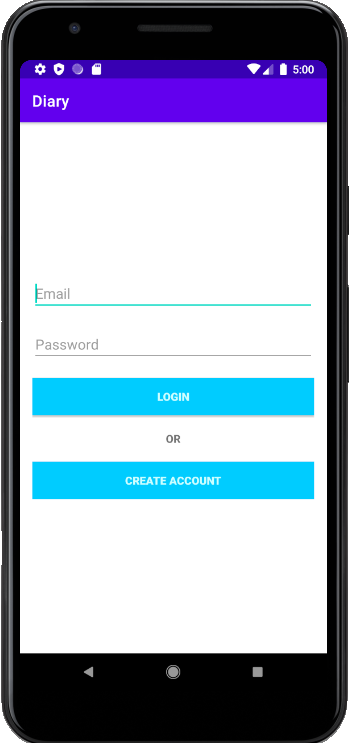 5:00
Diary
Email
Password
LOGIN
OR
CREATE ACCOUNT